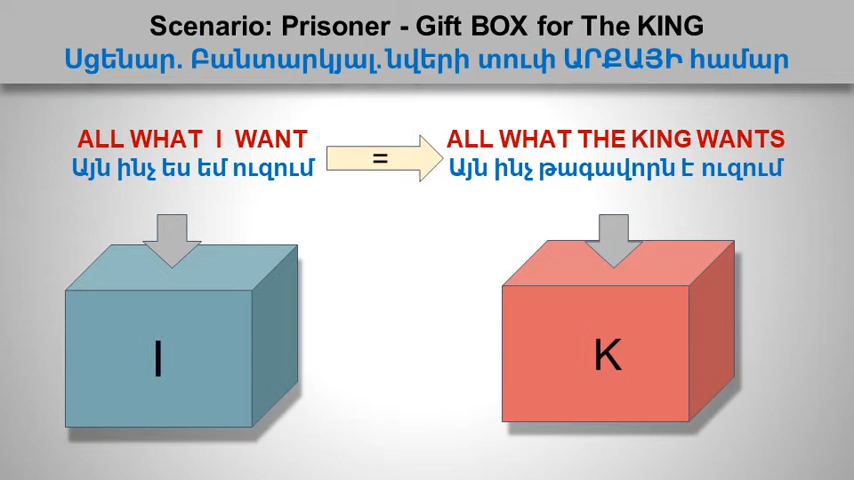 Scenario: Prisoner - Gift BOX for The KING
Սցենար. Բանտարկյալ.նվերի տուփ ԱՐՔԱՅԻ համար
ALL WHAT I WANT
Այն ինչ ես եմ ուզում
=
ALL WHAT THE KING WANTS
Այն ինչ թագավորն է ուզում
I
K